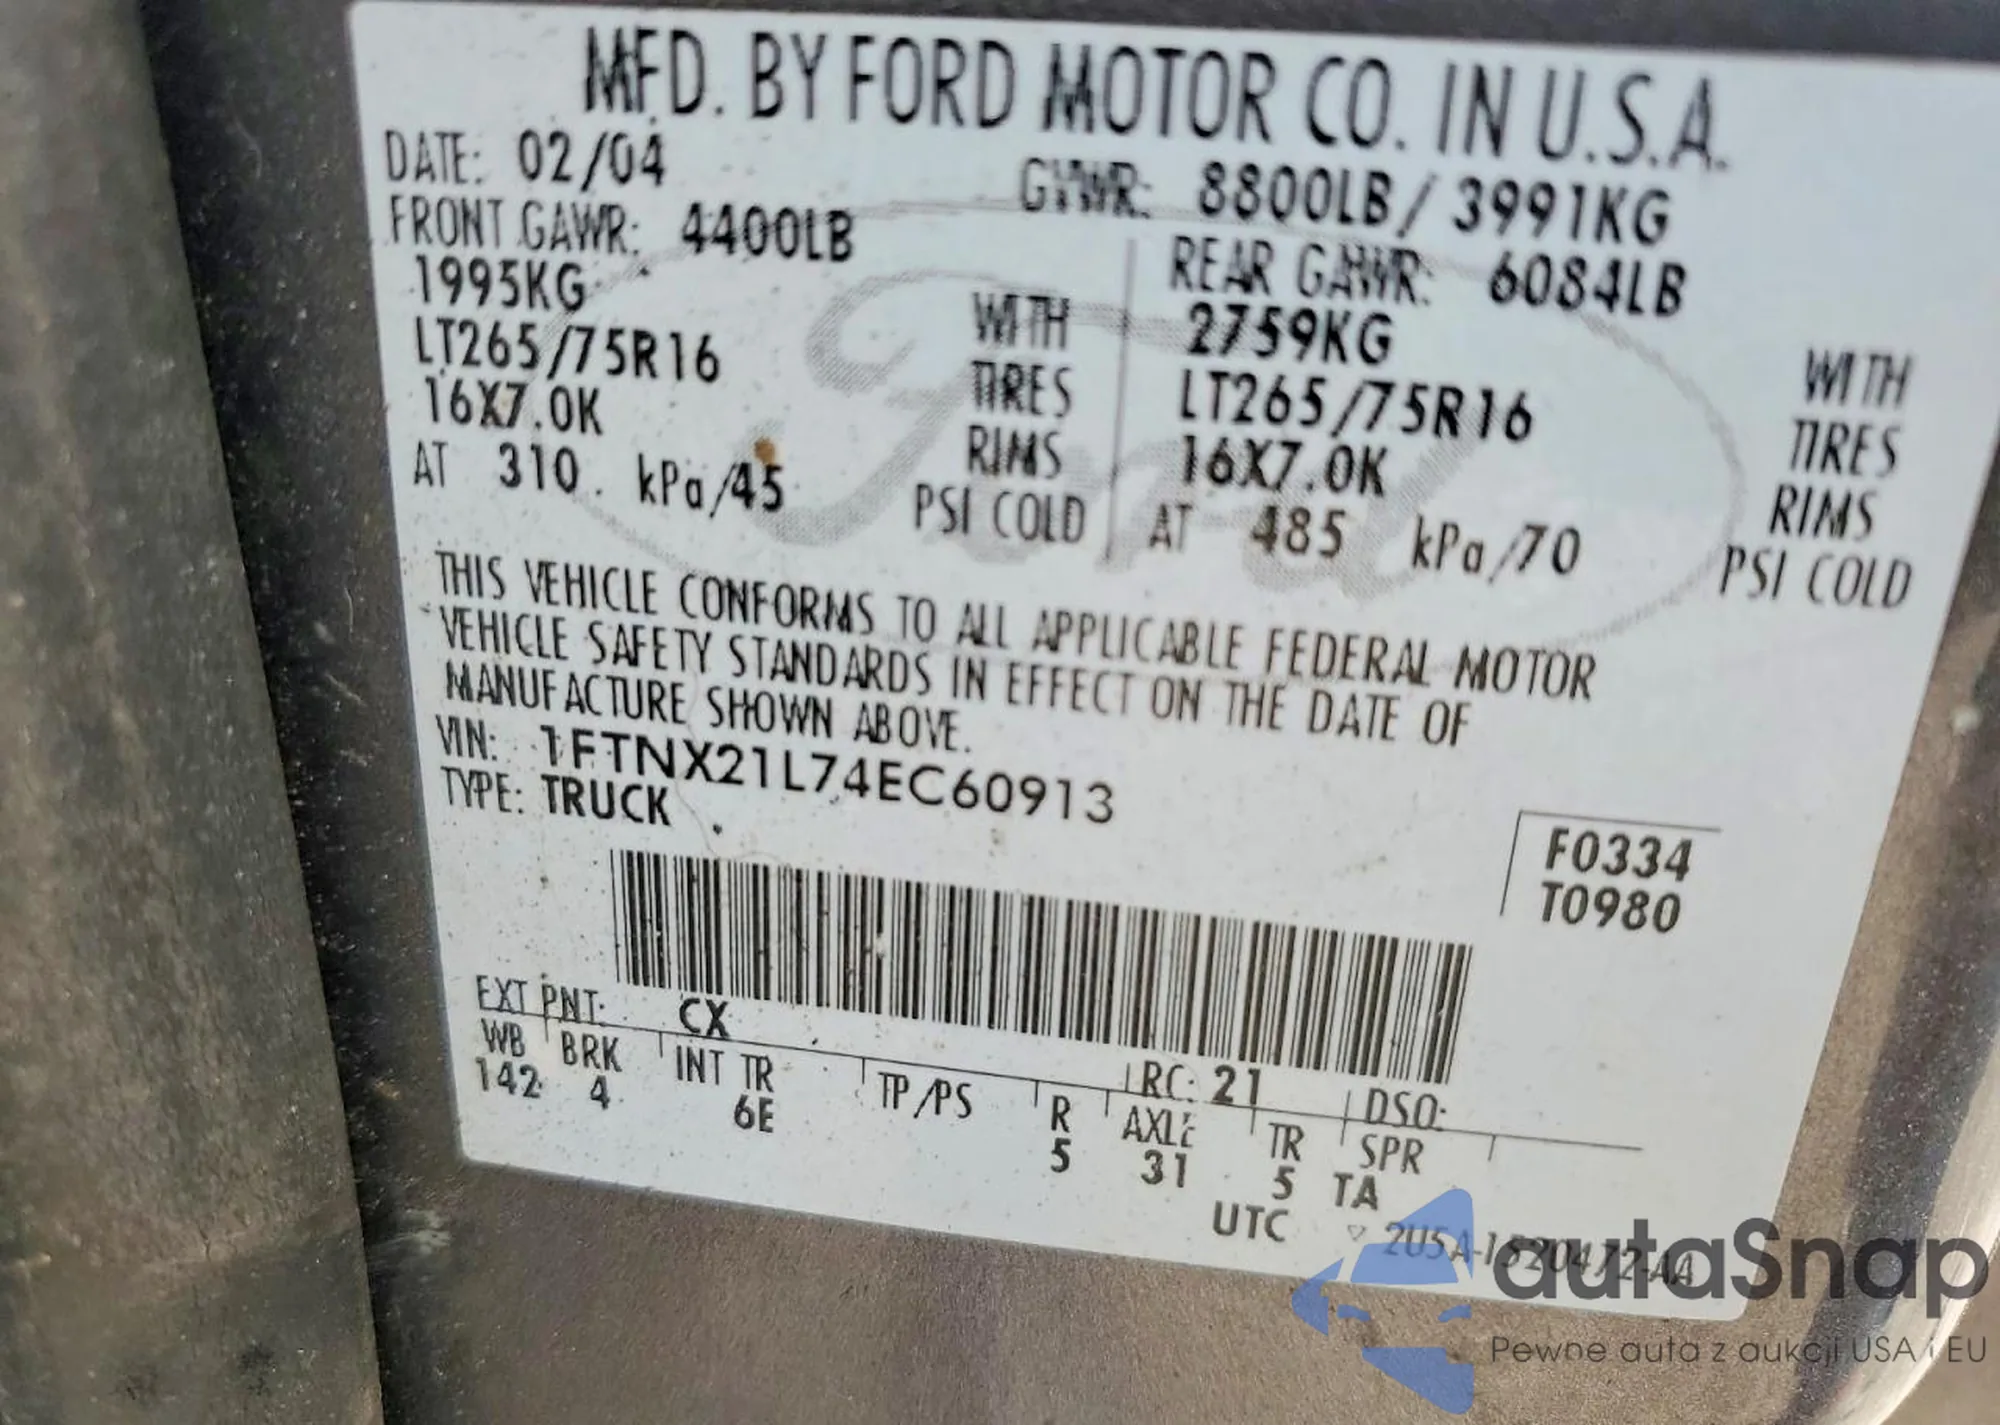 MFD. BY FORD MOTOR CO. IN U.S.A.
DATE: 02/04 GVWR: 8800LB / 3991KG
FRONT GAWR: 4400LB REAR GAWR: 6084LB
1995KG WITH 2759KG WITH
LT265/75R16 TIRES LT265/75R16 TIRES
16X7.0K RIMS 16X7.0K RIMS
AT 310 kPa/45 PSI COLD AT 485 kPa/70 PSI COLD
THIS VEHICLE CONFORMS TO ALL APPLICABLE FEDERAL MOTOR
VEHICLE SAFETY STANDARDS IN EFFECT ON THE DATE OF
MANUFACTURE SHOWN ABOVE.
VIN: 1FTNX21L74EC60913
TYPE: TRUCK
F0334
T0980
EXT PNT: CX RC: 21 DSO:
WB BRK INT TR TP/PS R AXLE TR SPR
142 4 6E 5 31 5 TA
UTC
Ford
autaSnap
Pewne auta z aukcji USA i EU